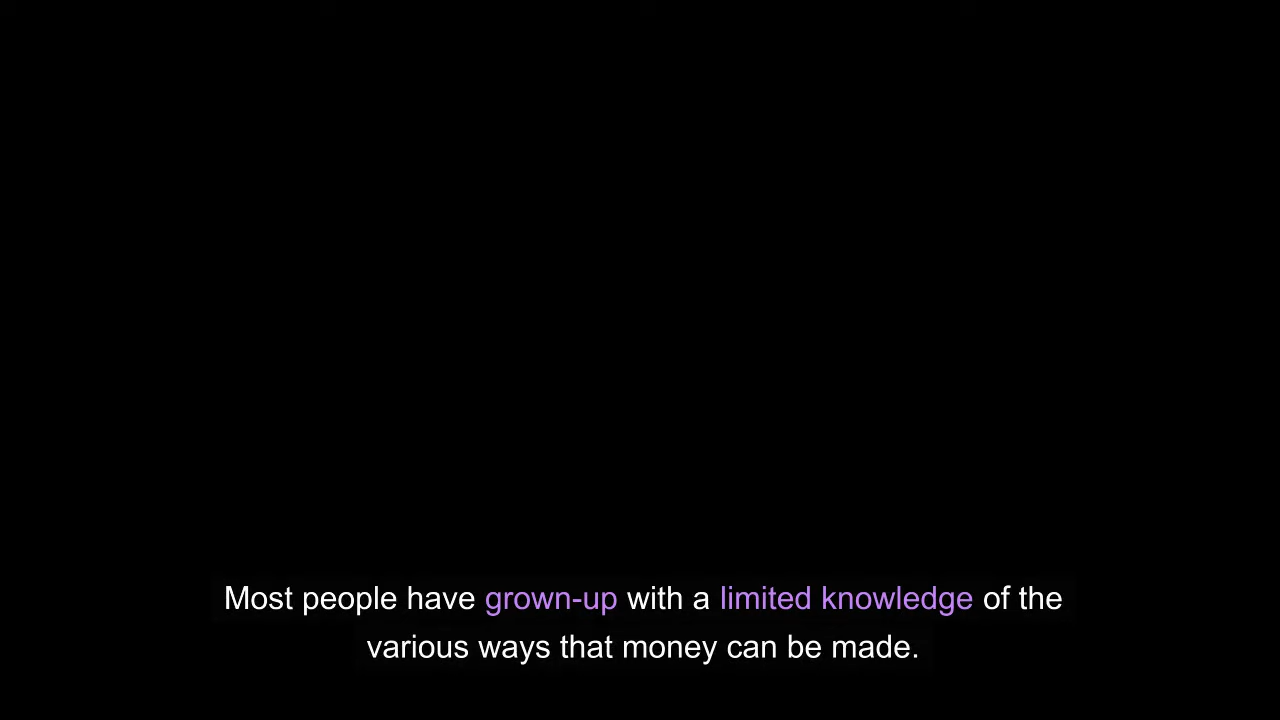 Most people have grown-up with a limited knowledge of the
various ways that money can be made.